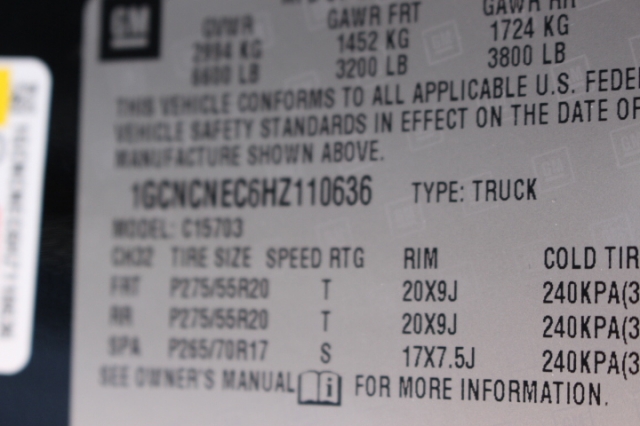 GM
GVWR GAWR FRT GAWR RR
2994 KG 1452 KG 1724 KG
6600 LB 3200 LB 3800 LB
THIS VEHICLE CONFORMS TO ALL APPLICABLE U.S. FEDE
VEHICLE SAFETY STANDARDS IN EFFECT ON THE DATE OF
MANUFACTURE SHOWN ABOVE.
1GCNCNEC6HZ110636 TYPE: TRUCK
MODEL: C15703
CH32 TIRE SIZE SPEED RTG RIM COLD TIR
FRT P275/55R20 T 20X9J 240KPA(3
RR P275/55R20 T 20X9J 240KPA(3
SPA P265/70R17 S 17X7.5J 240KPA(3
SEE OWNER'S MANUAL i FOR MORE INFORMATION.